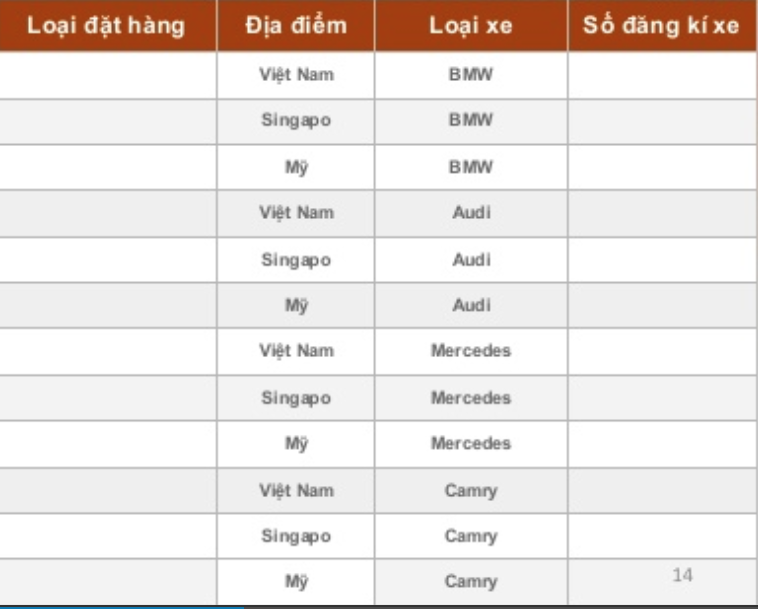 Loại đặt hàng Địa điểm Loại xe Số đăng kí xe
Việt Nam BMW
Singapo BMW
Mỹ BMW
Việt Nam Audi
Singapo Audi
Mỹ Audi
Việt Nam Mercedes
Singapo Mercedes
Mỹ Mercedes
Việt Nam Camry
Singapo Camry
Mỹ Camry 14